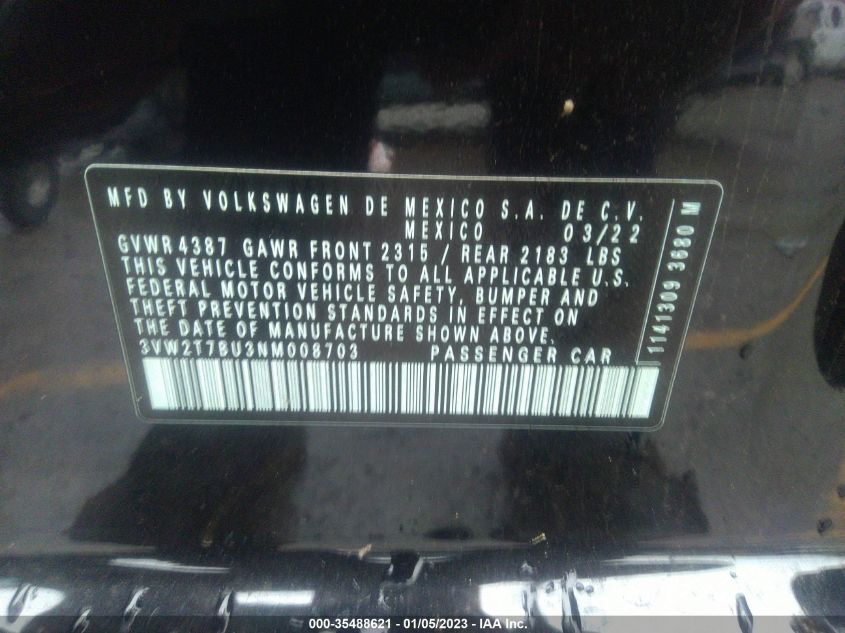 MFD BY VOLKSWAGEN DE MEXICO S.A. DE C.V.
MEXICO 03/22
GVWR 4387 GAWR FRONT 2315 / REAR 2183 LBS
THIS VEHICLE CONFORMS TO ALL APPLICABLE U.S.
FEDERAL MOTOR VEHICLE SAFETY, BUMPER AND
THEFT PREVENTION STANDARDS IN EFFECT ON
THE DATE OF MANUFACTURE SHOWN ABOVE.
3VW2T7BU3NM008703 PASSENGER CAR
1141309 3680 M
000-35488621 - 01/05/2023 - IAA Inc.